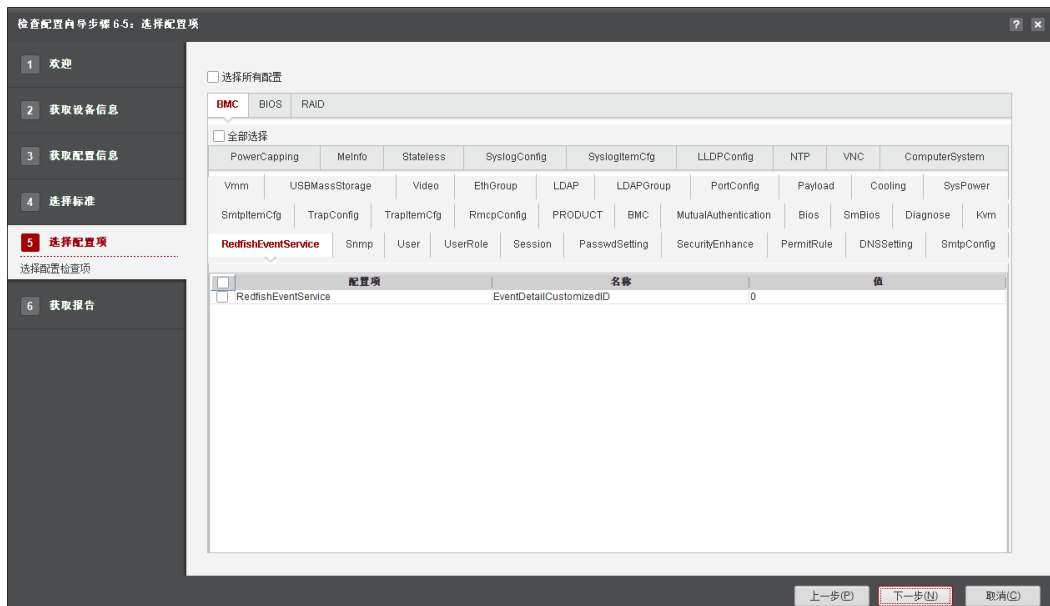 检查配置向导步骤 6-5：选择配置项
? ×
1 欢迎
2 获取设备信息
3 获取配置信息
4 选择标准
5 选择配置项
选择配置检查项
6 获取报告
选择所有配置
BMC BIOS RAID
全部选择
PowerCapping MeInfo Stateless SyslogConfig SyslogItemCfg LLDPConfig NTP VNC ComputerSystem
Vmm USBMassStorage Video EthGroup LDAP LDAPGroup PortConfig Payload Cooling SysPower
SmtpItemCfg TrapConfig TrapItemCfg RmcpConfig PRODUCT BMC MutualAuthentication Bios SmBios Diagnose Kvm
RedfishEventService Snmp User UserRole Session PasswdSetting SecurityEnhance PermitRule DNSSetting SmtpConfig
配置项 名称 值
RedfishEventService EventDetailCustomizedID 0
上一步(P) 下一步(N) 取消(C)